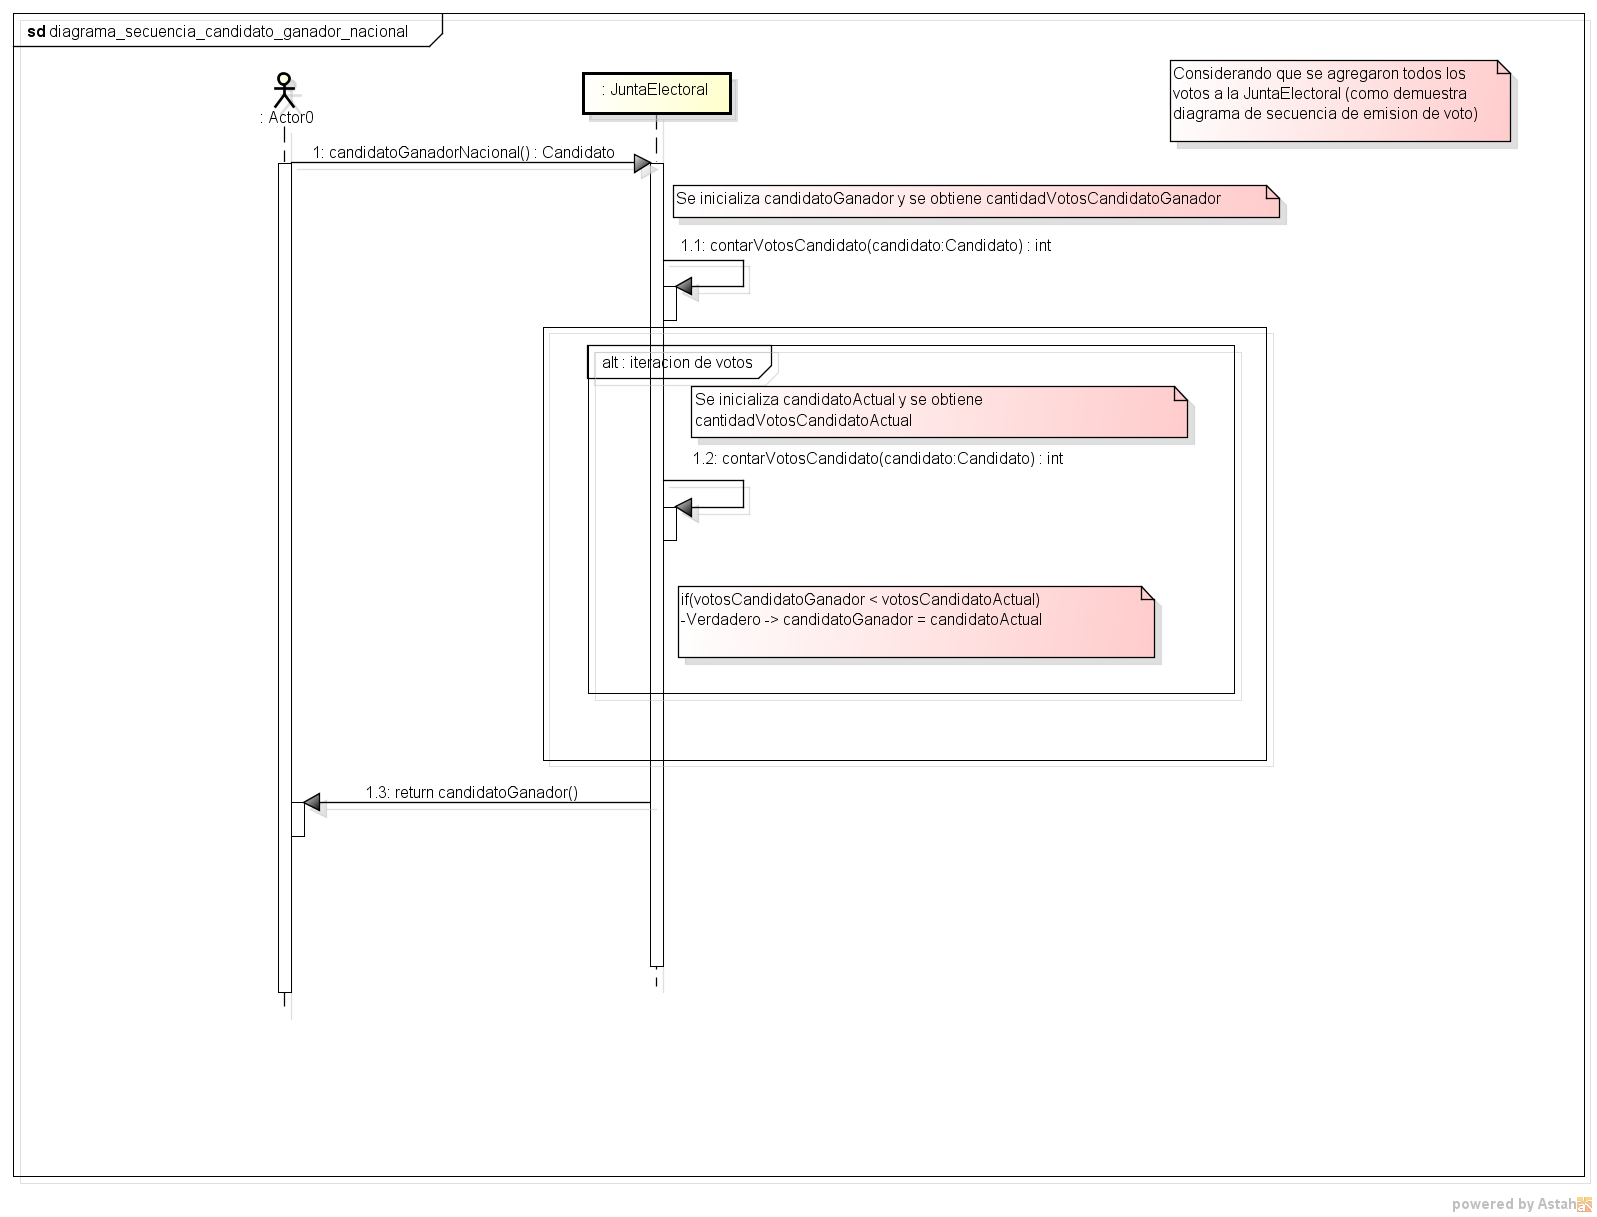 sd diagrama_secuencia_candidato_ganador_nacional
: Actor0
: JuntaElectoral
Considerando que se agregaron todos los
votos a la JuntaElectoral (como demuestra
diagrama de secuencia de emision de voto)
1: candidatoGanadorNacional() : Candidato
Se inicializa candidatoGanador y se obtiene cantidadVotosCandidatoGanador
1.1: contarVotosCandidato(candidato:Candidato) : int
alt : iteracion de votos
Se inicializa candidatoActual y se obtiene
cantidadVotosCandidatoActual
1.2: contarVotosCandidato(candidato:Candidato) : int
if(votosCandidatoGanador < votosCandidatoActual)
-Verdadero -> candidatoGanador = candidatoActual
1.3: return candidatoGanador()
powered by Astah